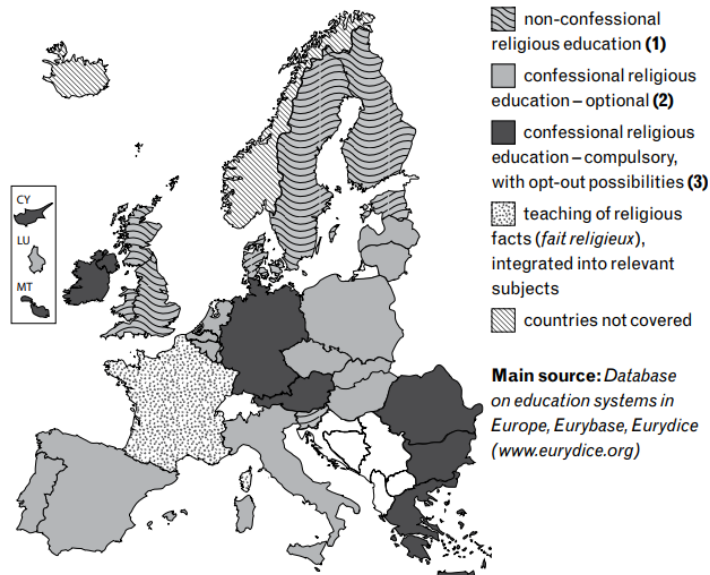 non-confessional
religious education (1)
confessional religious
education – optional (2)
confessional religious
education – compulsory,
with opt-out possibilities (3)
teaching of religious
facts (fait religieux),
integrated into relevant
subjects
countries not covered
Main source: Database
on education systems in
Europe, Eurybase, Eurydice
(www.eurydice.org)
CY
LU
MT